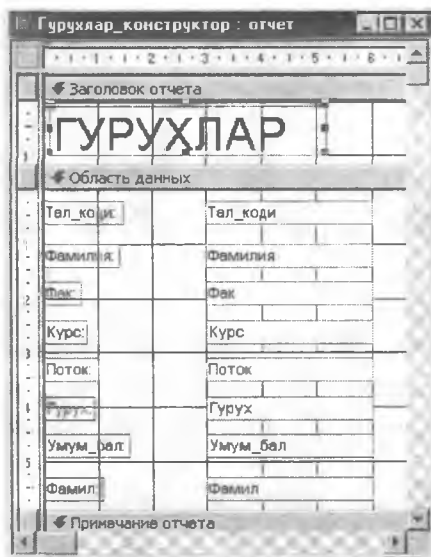 Гурухлар_конструктор : отчет
1 2 3 4 5 6
Заголовок отчета
ГУРУХЛАР
Область данных
Тал_коди: Тал_коди
Фамилия: Фамилия
Фак: Фак
Курс: Курс
Поток: Поток
Гурух: Гурух
Умум_бал: Умум_бал
Фамил: Фамил
Примечание отчета